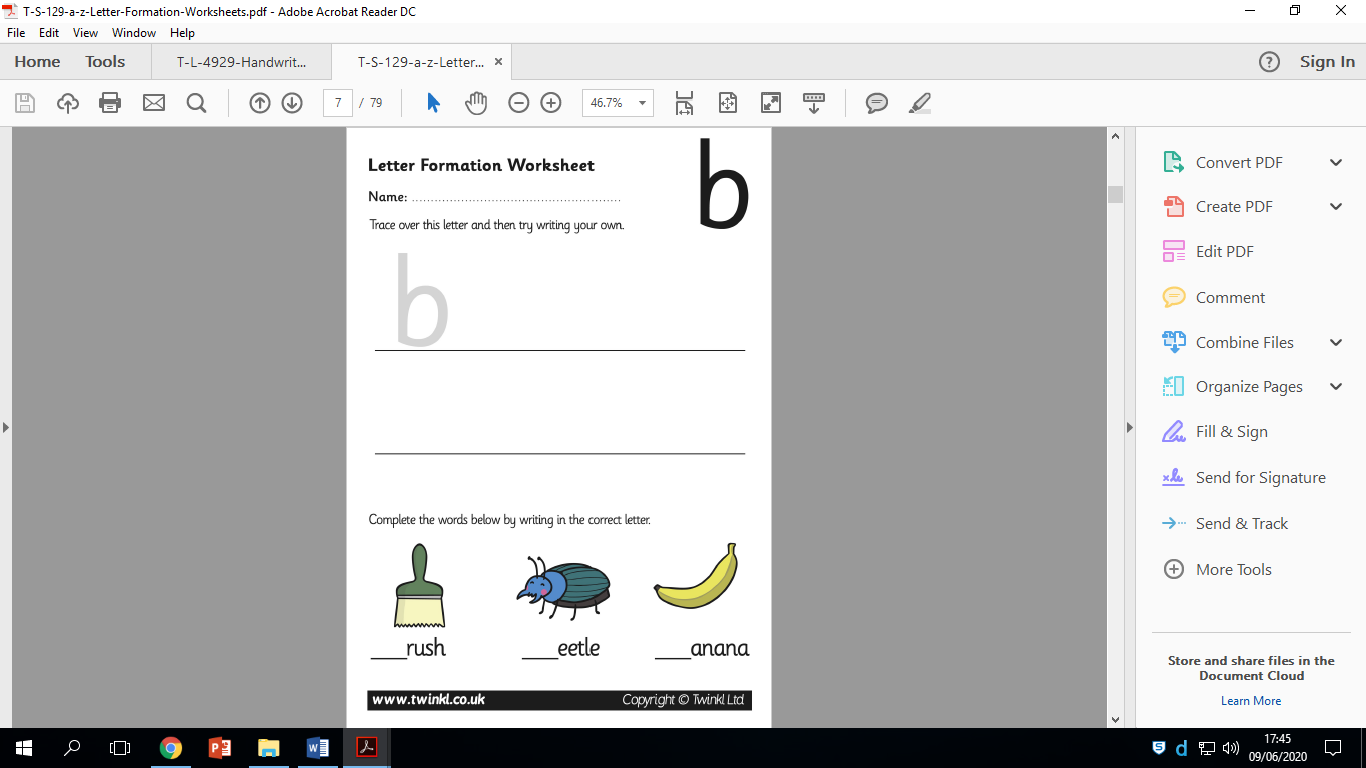 T-S-129-a-z-Letter-Formation-Worksheets.pdf - Adobe Acrobat Reader DC
File Edit View Window Help
Home Tools T-L-4929-Handwrit... T-S-129-a-z-Letter... × Sign In
7 / 79 46.7%
b
Letter Formation Worksheet
Name: ......................................................
Trace over this letter and then try writing your own.
b
Complete the words below by writing in the correct letter.
___rush ___eetle ___anana
www.twinkl.co.uk Copyright © Twinkl Ltd.
Convert PDF
Create PDF
Edit PDF
Comment
Combine Files
Organize Pages
Fill & Sign
Send for Signature
Send & Track
More Tools
Store and share files in the
Document Cloud
Learn More
17:45
09/06/2020